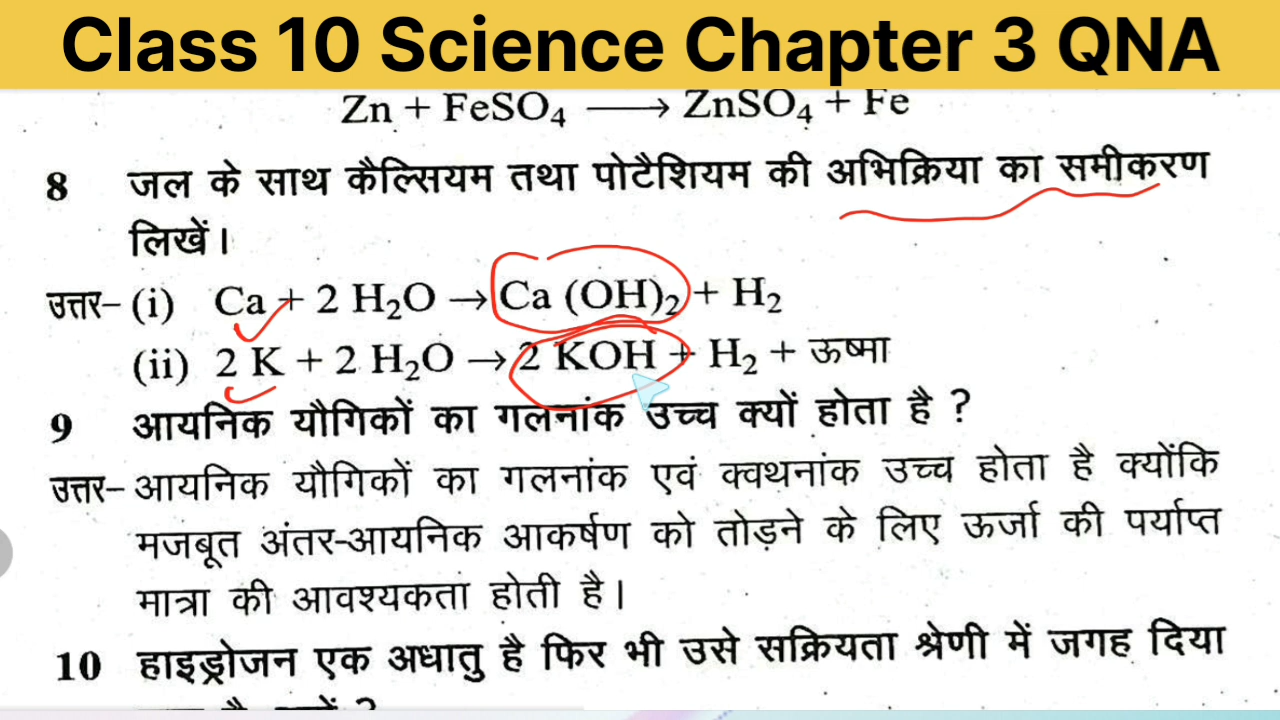 Class 10 Science Chapter 3 QNA
Zn + FeSO₄ ⟶ ZnSO₄ + Fe
8 जल के साथ कैल्सियम तथा पोटैशियम की अभिक्रिया का समीकरण
लिखें।
उत्तर– (i) Ca + 2 H₂O → Ca (OH)₂ + H₂
(ii) 2 K + 2 H₂O → 2 KOH + H₂ + ऊष्मा
9 आयनिक यौगिकों का गलनांक उच्च क्यों होता है ?
उत्तर– आयनिक यौगिकों का गलनांक एवं क्वथनांक उच्च होता है क्योंकि
मजबूत अंतर-आयनिक आकर्षण को तोड़ने के लिए ऊर्जा की पर्याप्त
मात्रा की आवश्यकता होती है।
10 हाइड्रोजन एक अधातु है फिर भी उसे सक्रियता श्रेणी में जगह दिया